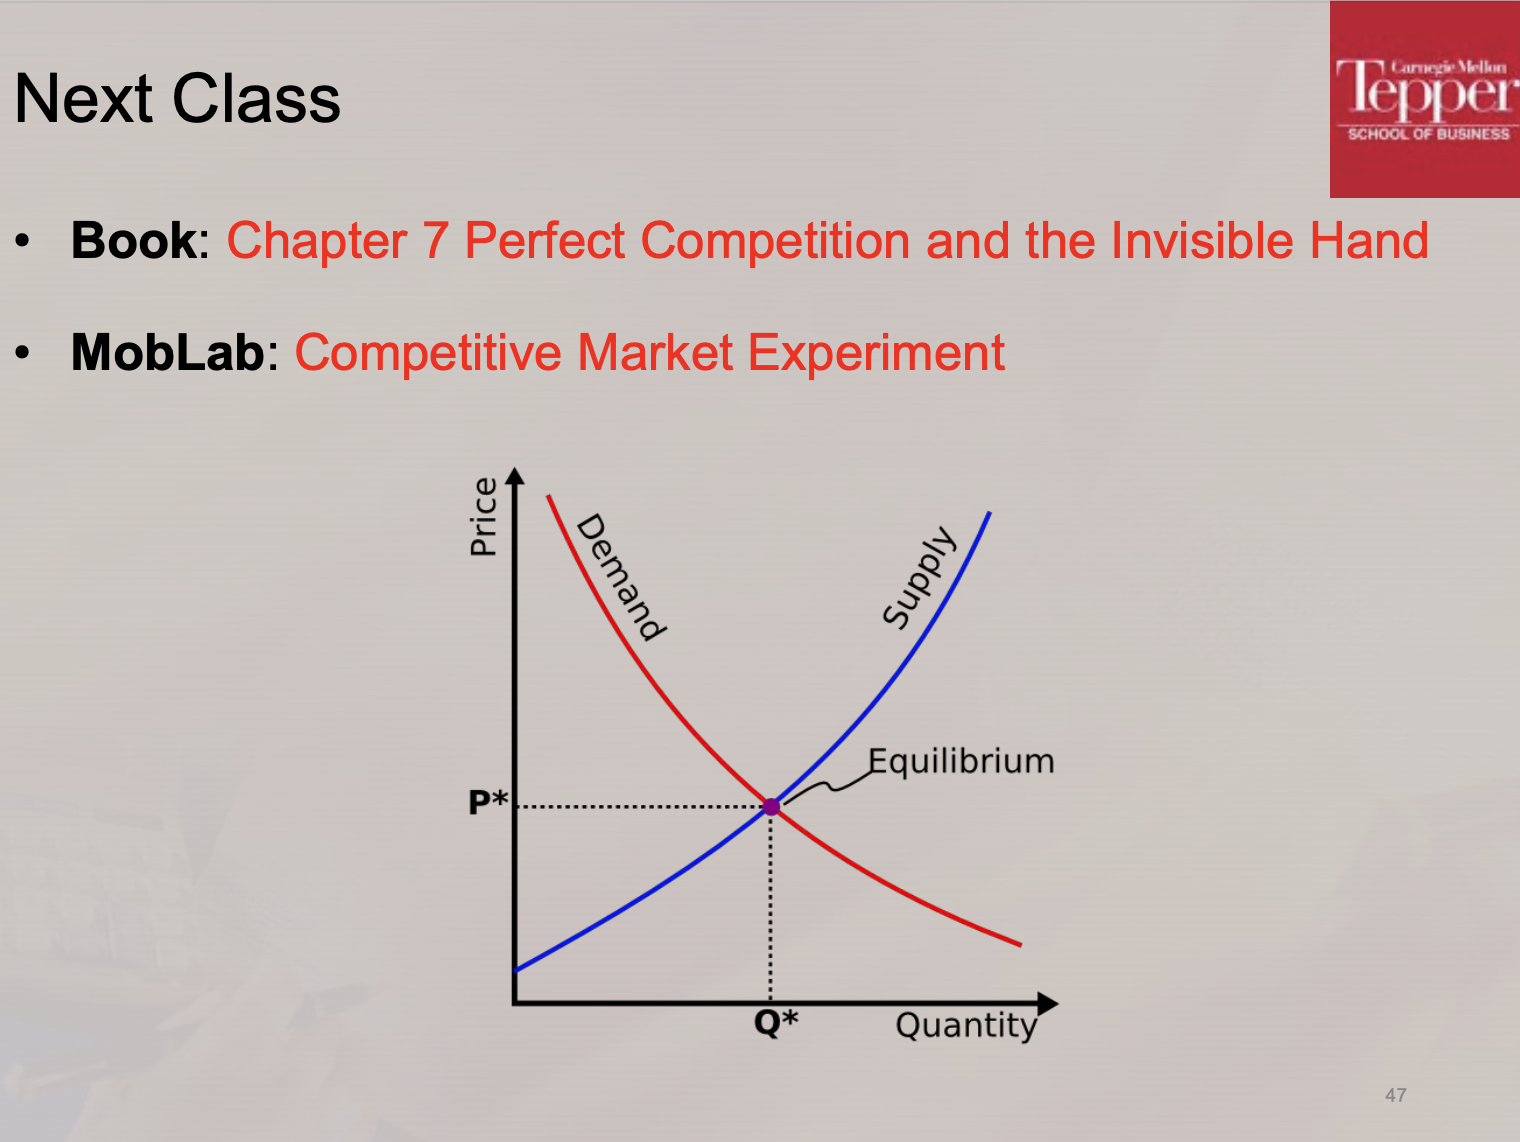 Next Class
Carnegie Mellon
Tepper
SCHOOL OF BUSINESS
• Book: Chapter 7 Perfect Competition and the Invisible Hand
• MobLab: Competitive Market Experiment
Price
Demand
Supply
Equilibrium
P*
Q*
Quantity
47